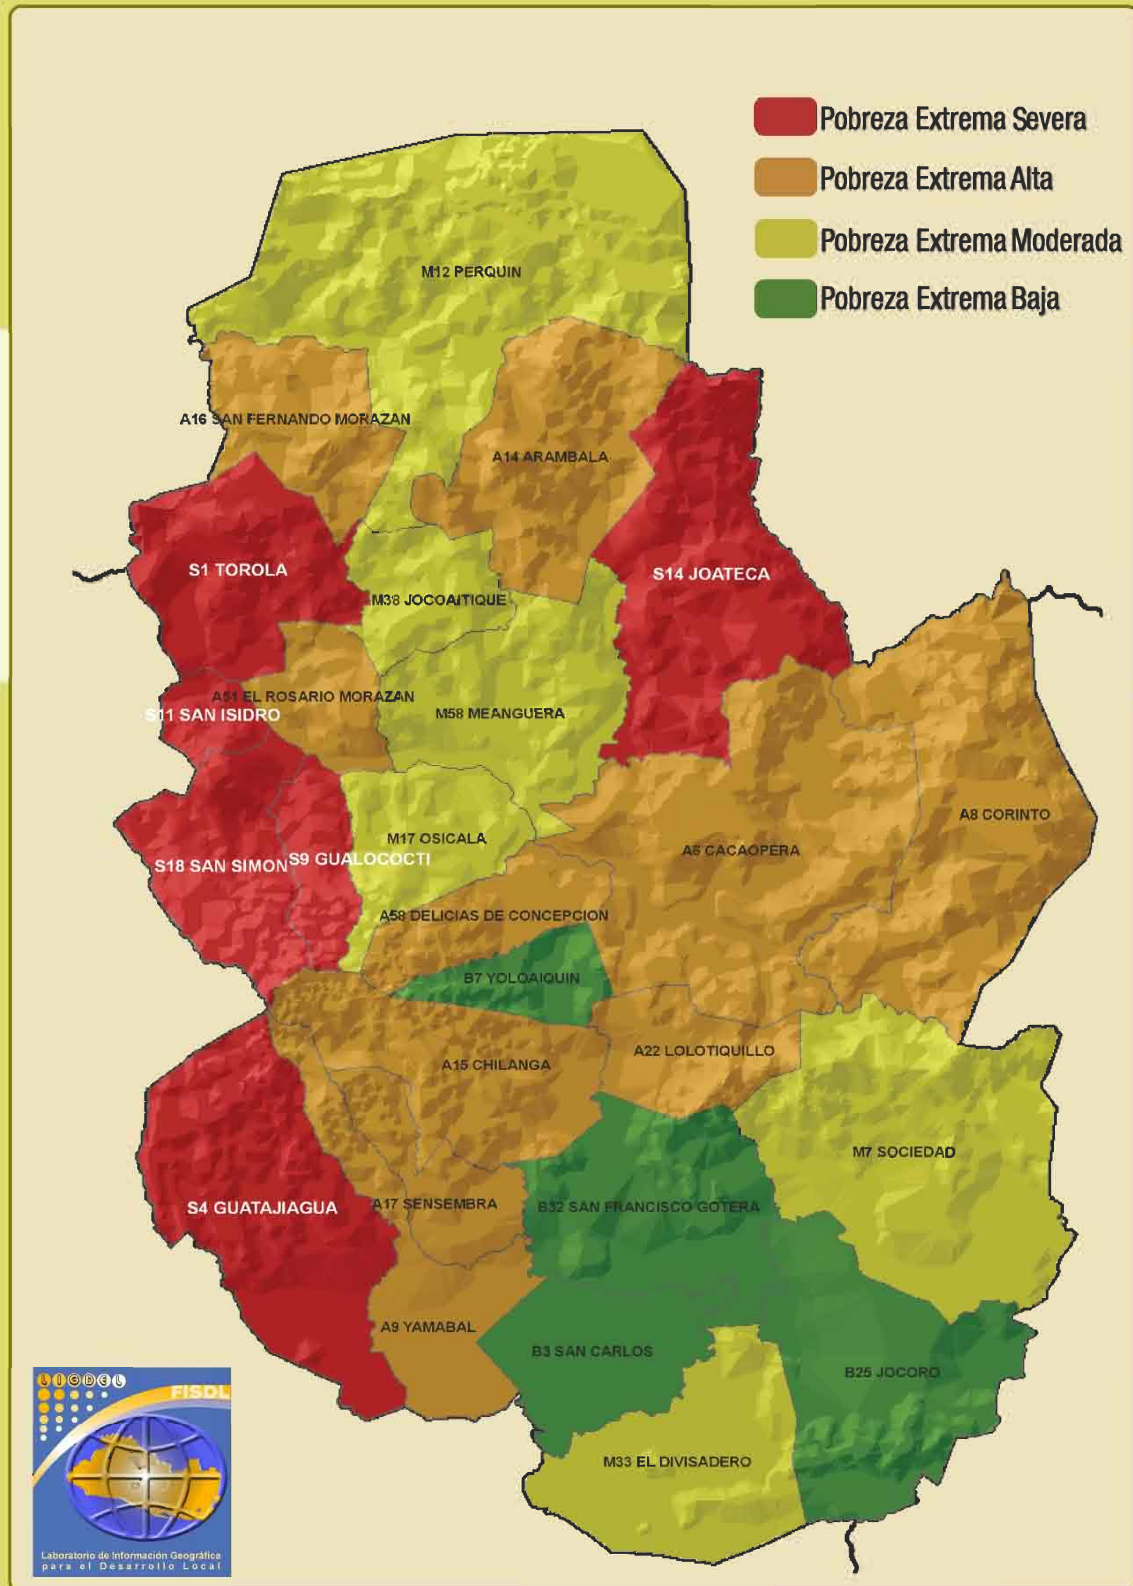 Pobreza Extrema Severa
Pobreza Extrema Alta
Pobreza Extrema Moderada
Pobreza Extrema Baja
M12 PERQUIN
A16 SAN FERNANDO MORAZAN
A14 ARAMBALA
S1 TOROLA
S14 JOATECA
M38 JOCOAITIQUE
A51 EL ROSARIO MORAZAN
S11 SAN ISIDRO
M58 MEANGUERA
A8 CORINTO
M17 OSICALA
A6 CACAOPERA
S18 SAN SIMON
S9 GUALOCOCTI
A58 DELICIAS DE CONCEPCION
B7 YOLOAIQUIN
A15 CHILANGA
A22 LOLOTIQUILLO
M7 SOCIEDAD
S4 GUATAJIAGUA
A17 SENSEMBRA
B32 SAN FRANCISCO GOTERA
A9 YAMABAL
B3 SAN CARLOS
B25 JOCORO
M33 EL DIVISADERO
LIGDEL
FISDL
Laboratorio de Información Geográfica
para el Desarrollo Local